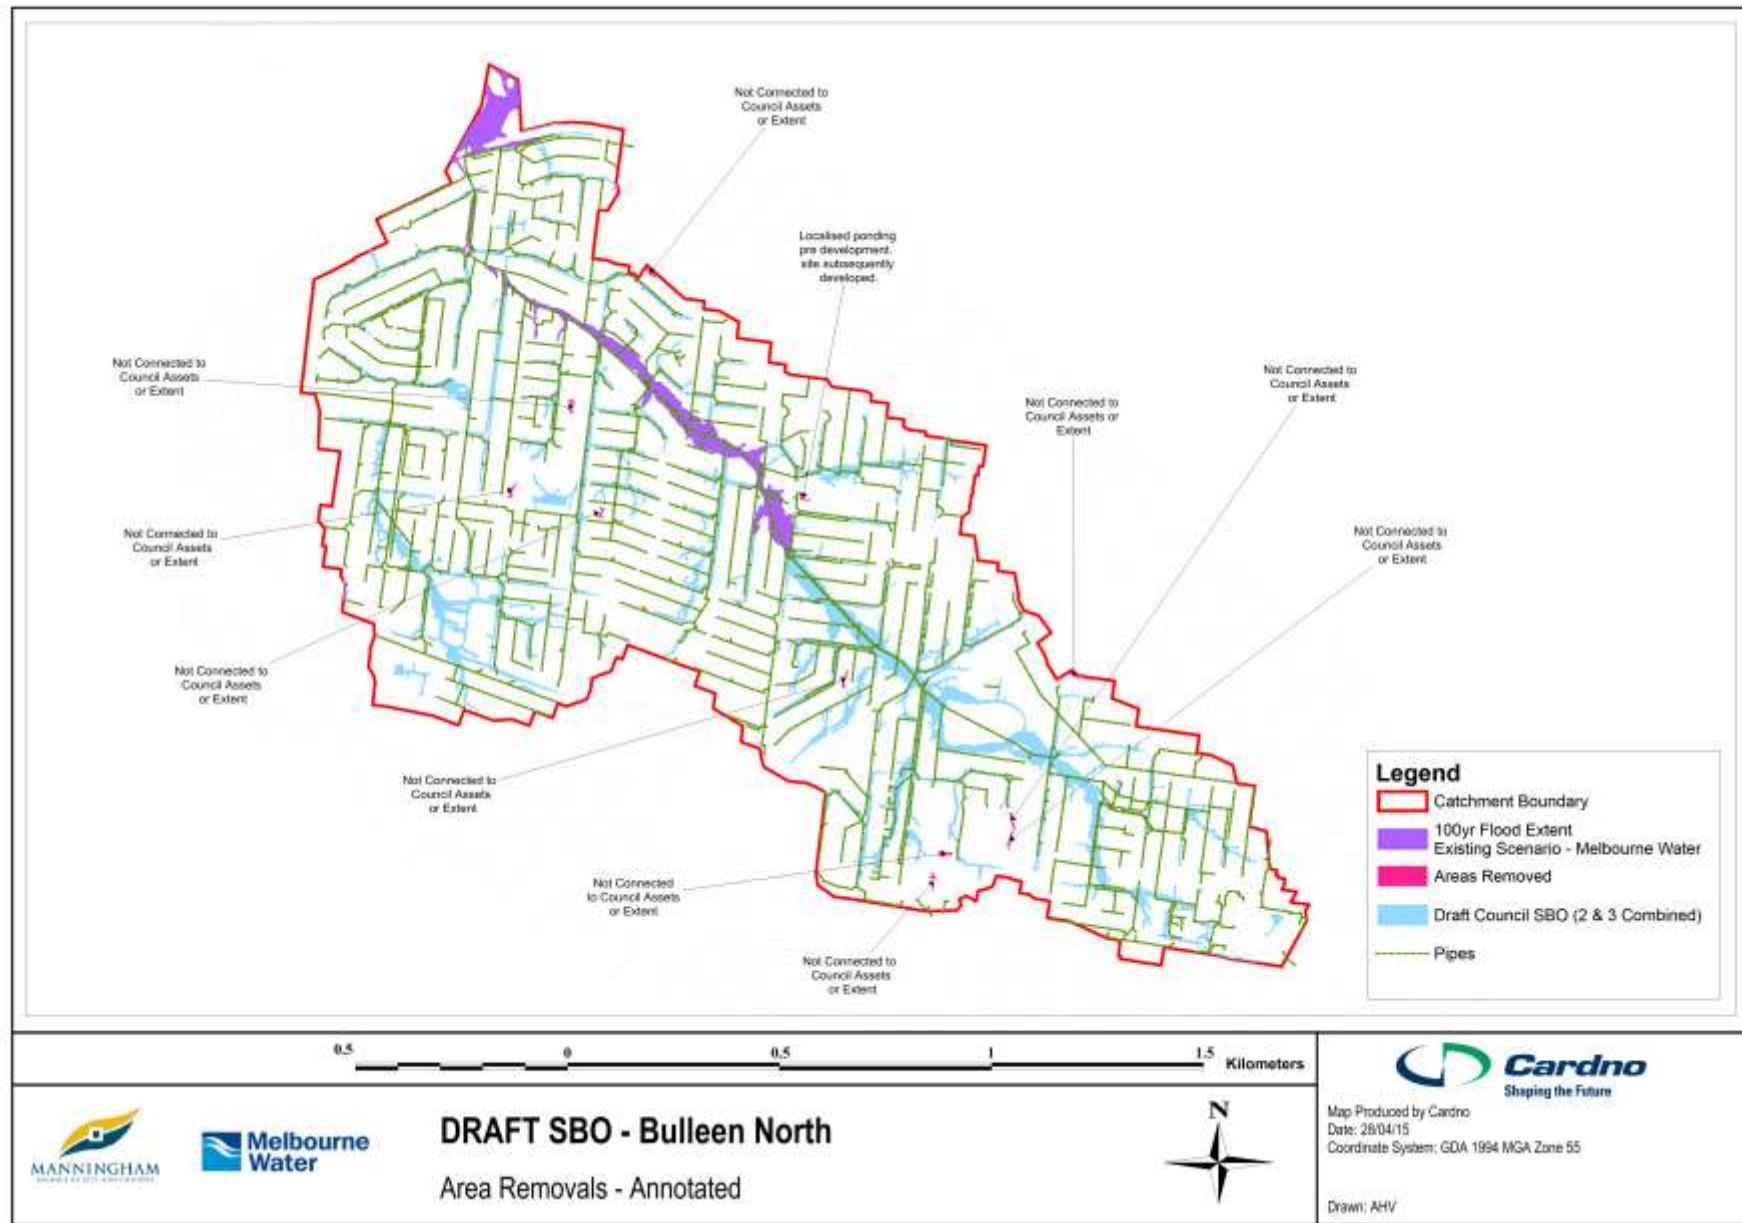 Not Connected to
Council Assets
or Extent
Localised ponding
pre development.
site subsequently
developed.
Not Connected to
Council Assets
or Extent
Not Connected to
Council Assets
or Extent
Not Connected to
Council Assets or
Extent
Not Connected to
Council Assets
or Extent
Not Connected to
Council Assets
or Extent
Not Connected to
Council Assets
or Extent
Not Connected to
Council Assets
or Extent
Not Connected
to Council Assets
or Extent
Not Connected to
Council Assets
or Extent
Legend
Catchment Boundary
100yr Flood Extent
Existing Scenario - Melbourne Water
Areas Removed
Draft Council SBO (2 & 3 Combined)
Pipes
0.5 0 0.5 1 1.5 Kilometers
MANNINGHAM
Melbourne
Water
DRAFT SBO - Bulleen North
Area Removals - Annotated
N
Cardno
Shaping the Future
Map Produced by Cardno
Date: 28/04/15
Coordinate System: GDA 1994 MGA Zone 55
Drawn: AHV